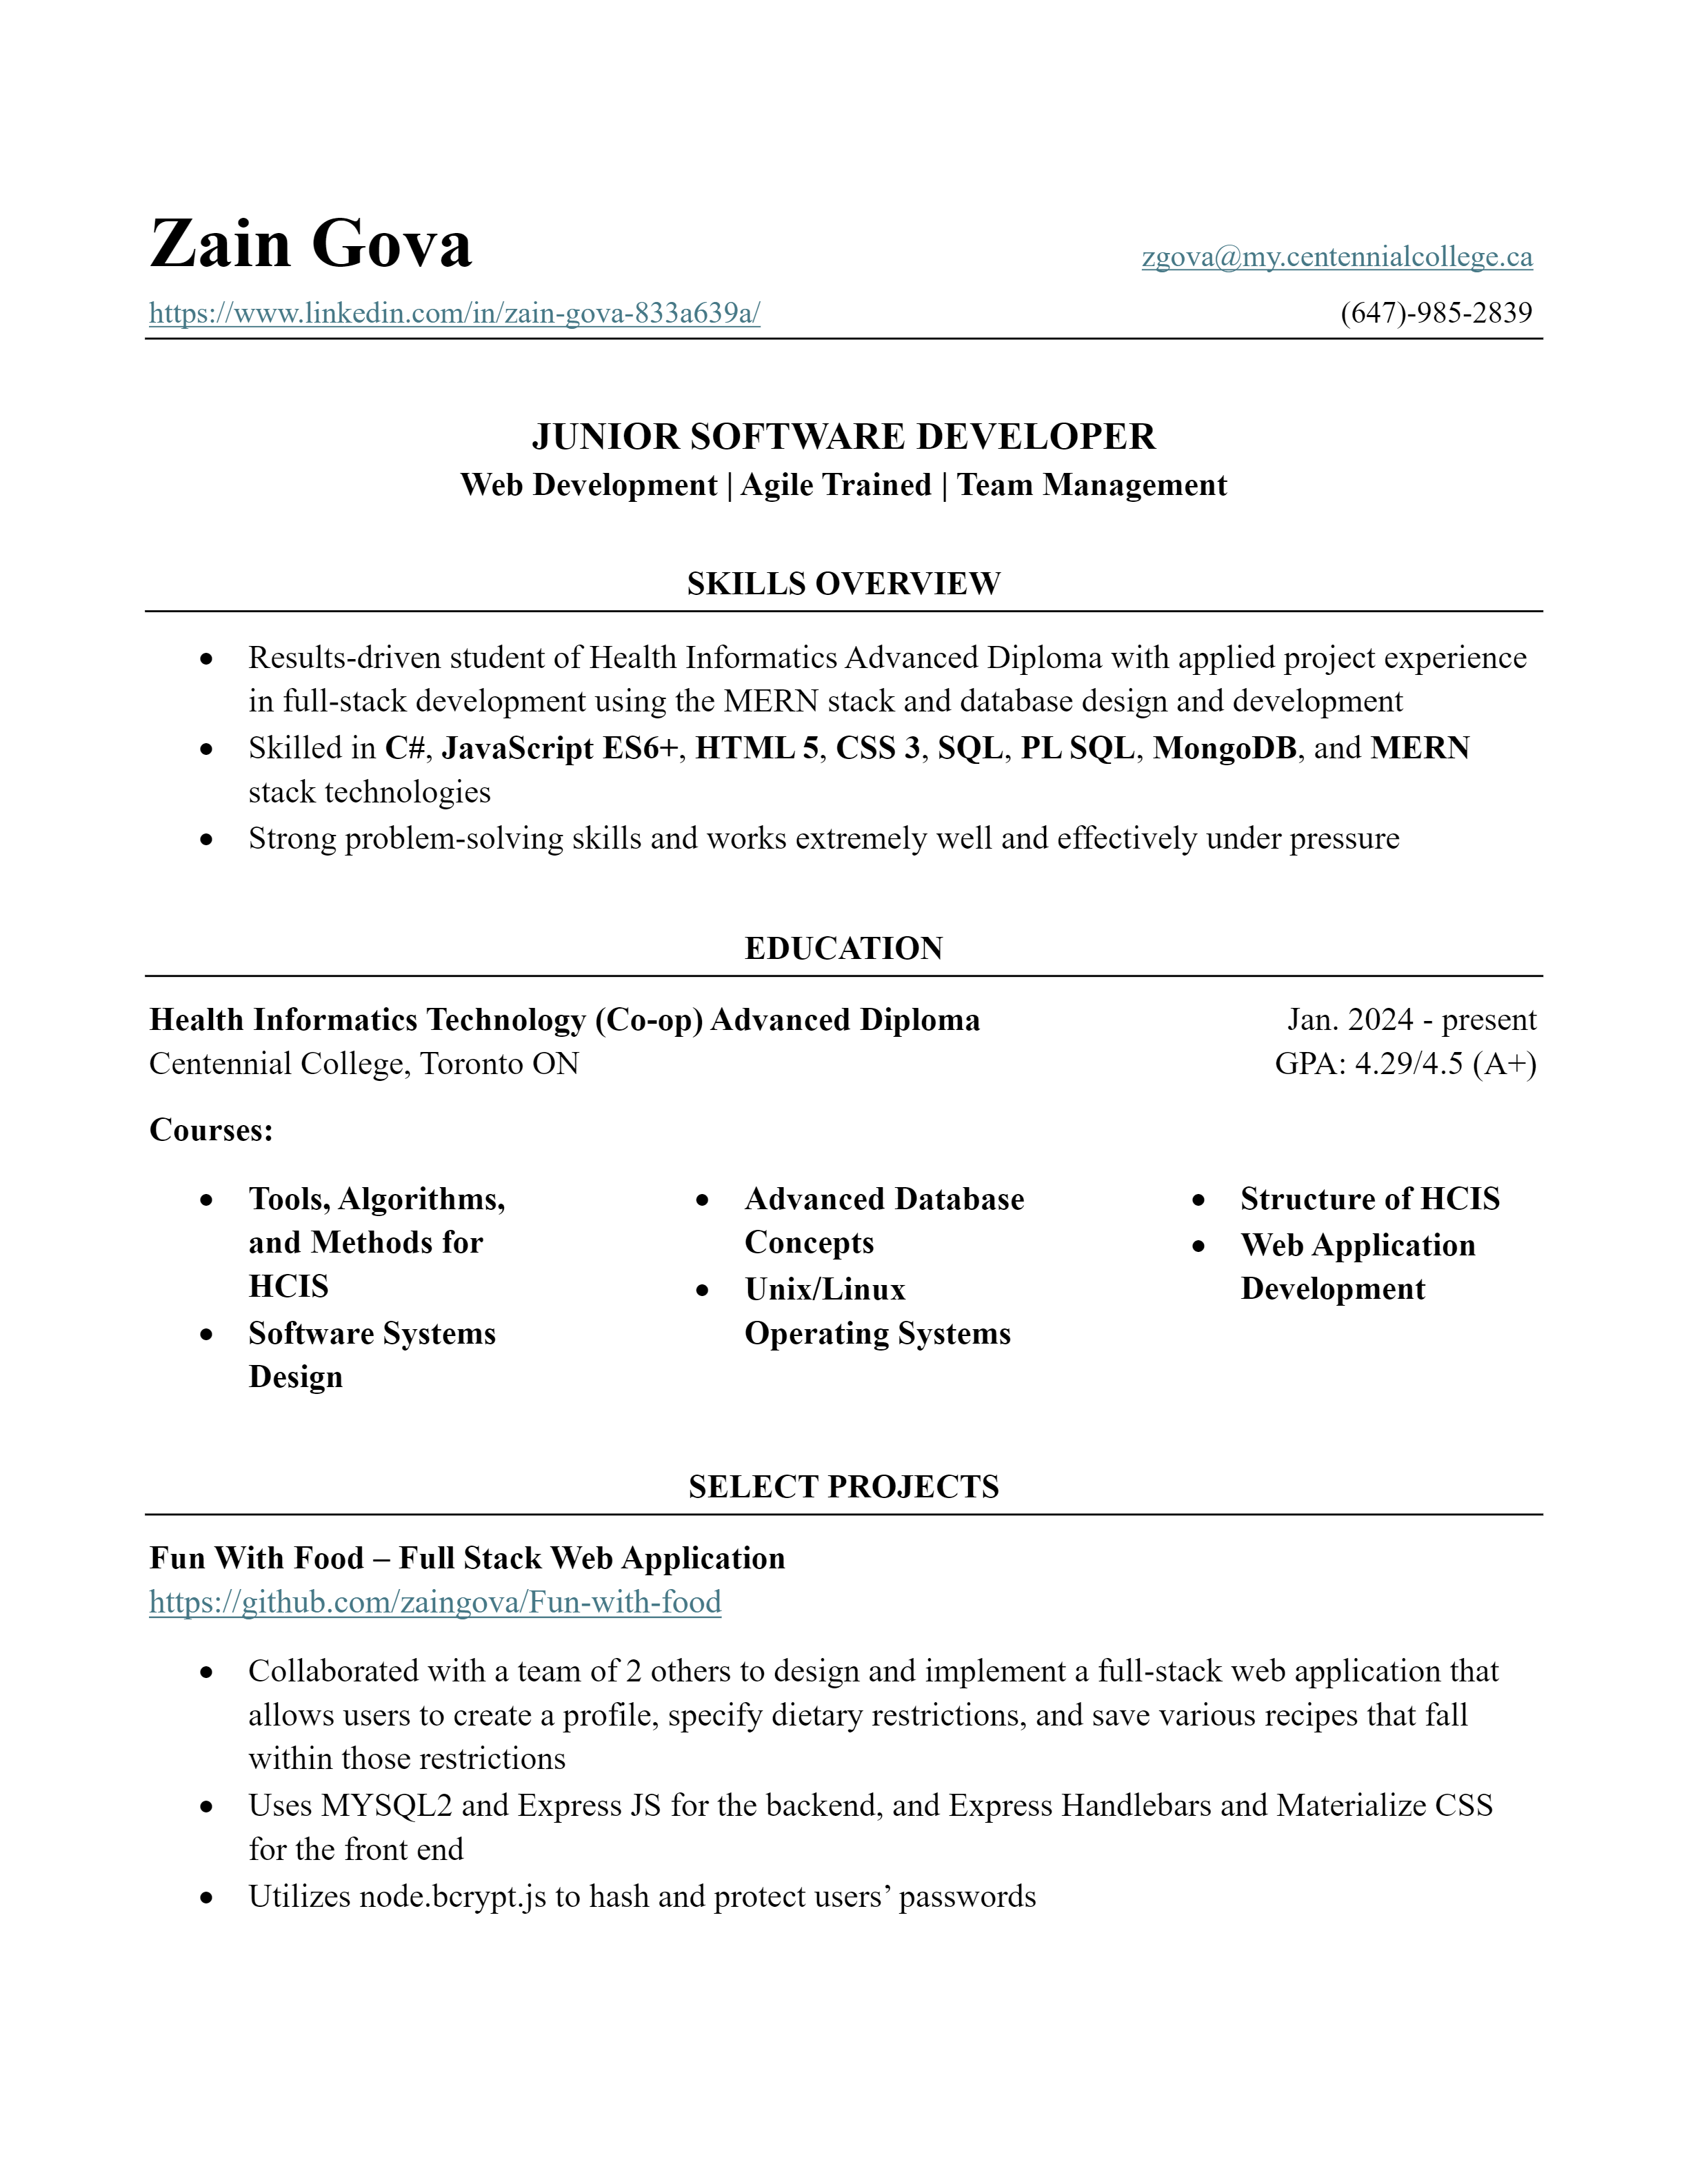 Zain Gova zgova@my.centennialcollege.ca
https://www.linkedin.com/in/zain-gova-833a639a/ (647)-985-2839
JUNIOR SOFTWARE DEVELOPER
Web Development | Agile Trained | Team Management
SKILLS OVERVIEW
• Results-driven student of Health Informatics Advanced Diploma with applied project experience
in full-stack development using the MERN stack and database design and development
• Skilled in C#, JavaScript ES6+, HTML 5, CSS 3, SQL, PL SQL, MongoDB, and MERN
stack technologies
• Strong problem-solving skills and works extremely well and effectively under pressure
EDUCATION
Health Informatics Technology (Co-op) Advanced Diploma Jan. 2024 - present
Centennial College, Toronto ON GPA: 4.29/4.5 (A+)
Courses:
• Tools, Algorithms,
and Methods for
HCIS
• Software Systems
Design
• Advanced Database
Concepts
• Unix/Linux
Operating Systems
• Structure of HCIS
• Web Application
Development
SELECT PROJECTS
Fun With Food – Full Stack Web Application
https://github.com/zaingova/Fun-with-food
• Collaborated with a team of 2 others to design and implement a full-stack web application that
allows users to create a profile, specify dietary restrictions, and save various recipes that fall
within those restrictions
• Uses MYSQL2 and Express JS for the backend, and Express Handlebars and Materialize CSS
for the front end
• Utilizes node.bcrypt.js to hash and protect users’ passwords